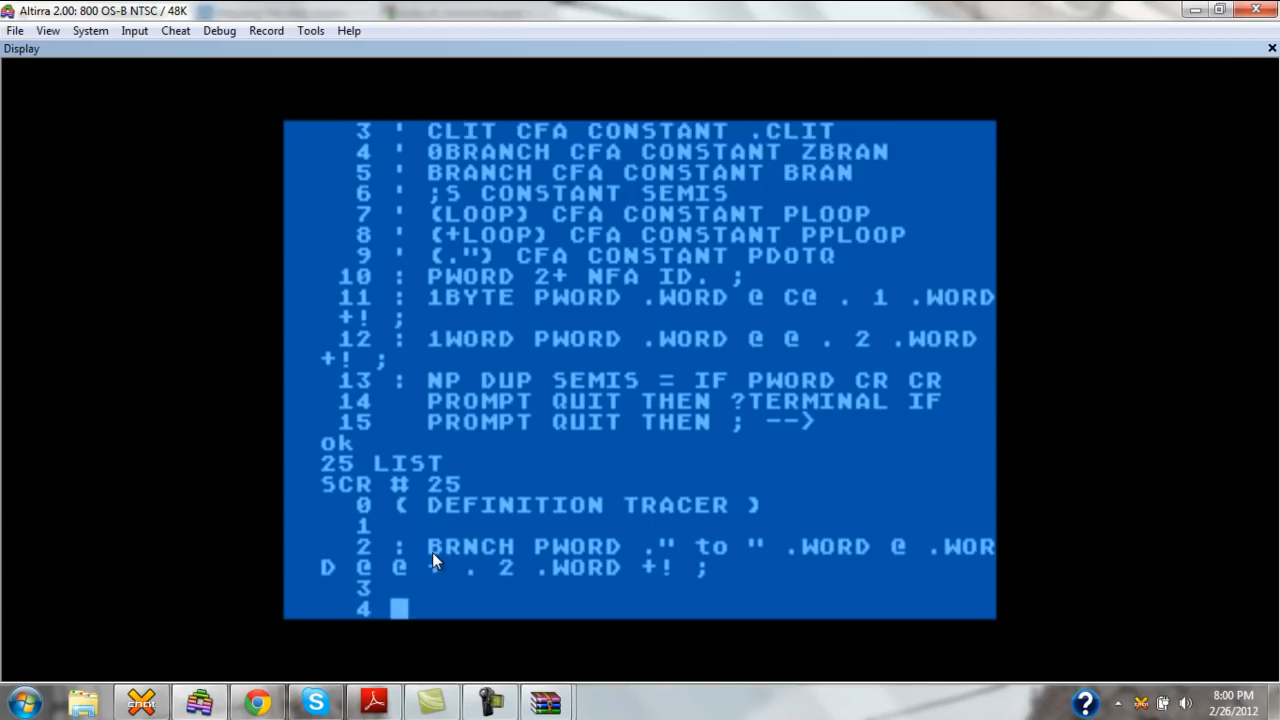 Altirra 2.00: 800 OS-B NTSC / 48K
File View System Input Cheat Debug Record Tools Help
Display
3 ' CLIT CFA CONSTANT .CLIT
4 ' 0BRANCH CFA CONSTANT ZBRAN
5 ' BRANCH CFA CONSTANT BRAN
6 ' ;S CONSTANT SEMIS
7 ' (LOOP) CFA CONSTANT PLOOP
8 ' (+LOOP) CFA CONSTANT PPLOOP
9 ' (.") CFA CONSTANT PDOTQ
10 : PWORD 2+ NFA ID. ;
11 : 1BYTE PWORD .WORD @ C@ . 1 .WORD
+! ;
12 : 1WORD PWORD .WORD @ @ . 2 .WORD
+! ;
13 : NP DUP SEMIS = IF PWORD CR CR
14 PROMPT QUIT THEN ?TERMINAL IF
15 PROMPT QUIT THEN ; -->
ok
25 LIST
SCR # 25
0 ( DEFINITION TRACER )
1
2 : BRNCH PWORD ." to " .WORD @ .WOR
D @ @ . 2 .WORD +! ;
3
4
8:00 PM
2/26/2012